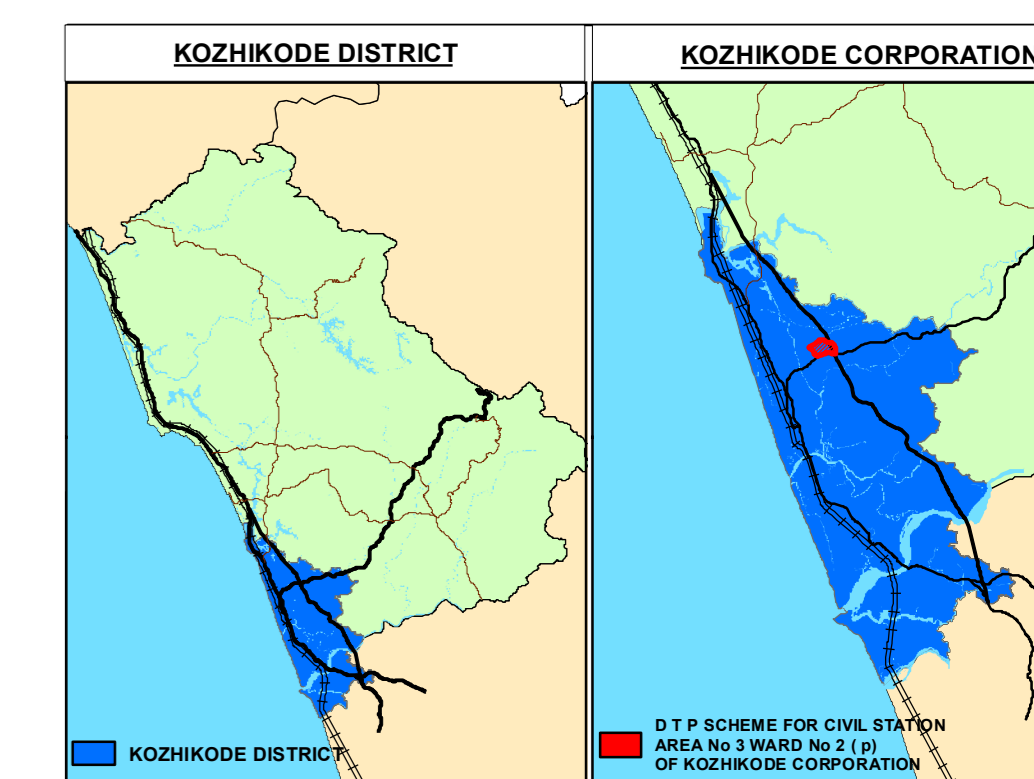 KOZHIKODE DISTRICT
KOZHIKODE CORPORATION
KOZHIKODE DISTRICT
D T P SCHEME FOR CIVIL STATION
AREA No 3 WARD No 2 ( p)
OF KOZHIKODE CORPORATION